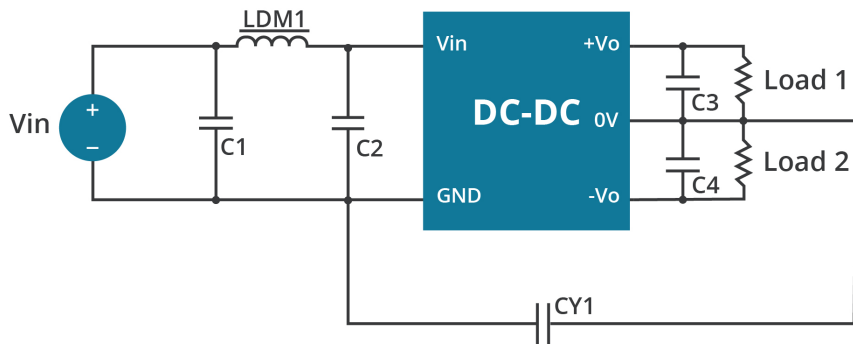 LDM1
Vin
+
−
C1
C2
Vin
GND
DC-DC
+Vo
0V
-Vo
C3
C4
Load 1
Load 2
CY1